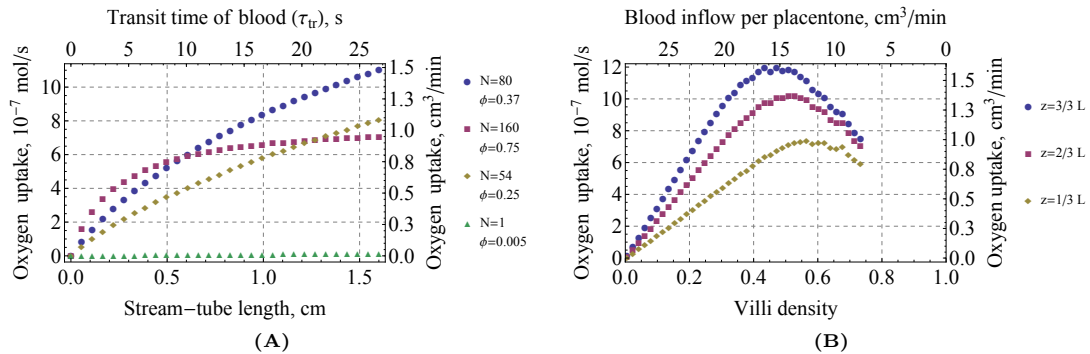 Transit time of blood (τtr), s
0 5 10 15 20 25
Oxygen uptake, 10⁻⁷ mol/s
10
8
6
4
2
0
0.0 0.5 1.0 1.5
Stream−tube length, cm
1.5
1.3
1.0
0.8
0.5
0.3
0.0
Oxygen uptake, cm³/min
N=80
ϕ=0.37
N=160
ϕ=0.75
N=54
ϕ=0.25
N=1
ϕ=0.005
(A)
Blood inflow per placentone, cm³/min
25 20 15 10 5 0
Oxygen uptake, 10⁻⁷ mol/s
12
10
8
6
4
2
0
0.0 0.2 0.4 0.6 0.8 1.0
Villi density
1.5
1.3
1.0
0.8
0.5
0.3
0.0
Oxygen uptake, cm³/min
z=3/3 L
z=2/3 L
z=1/3 L
(B)